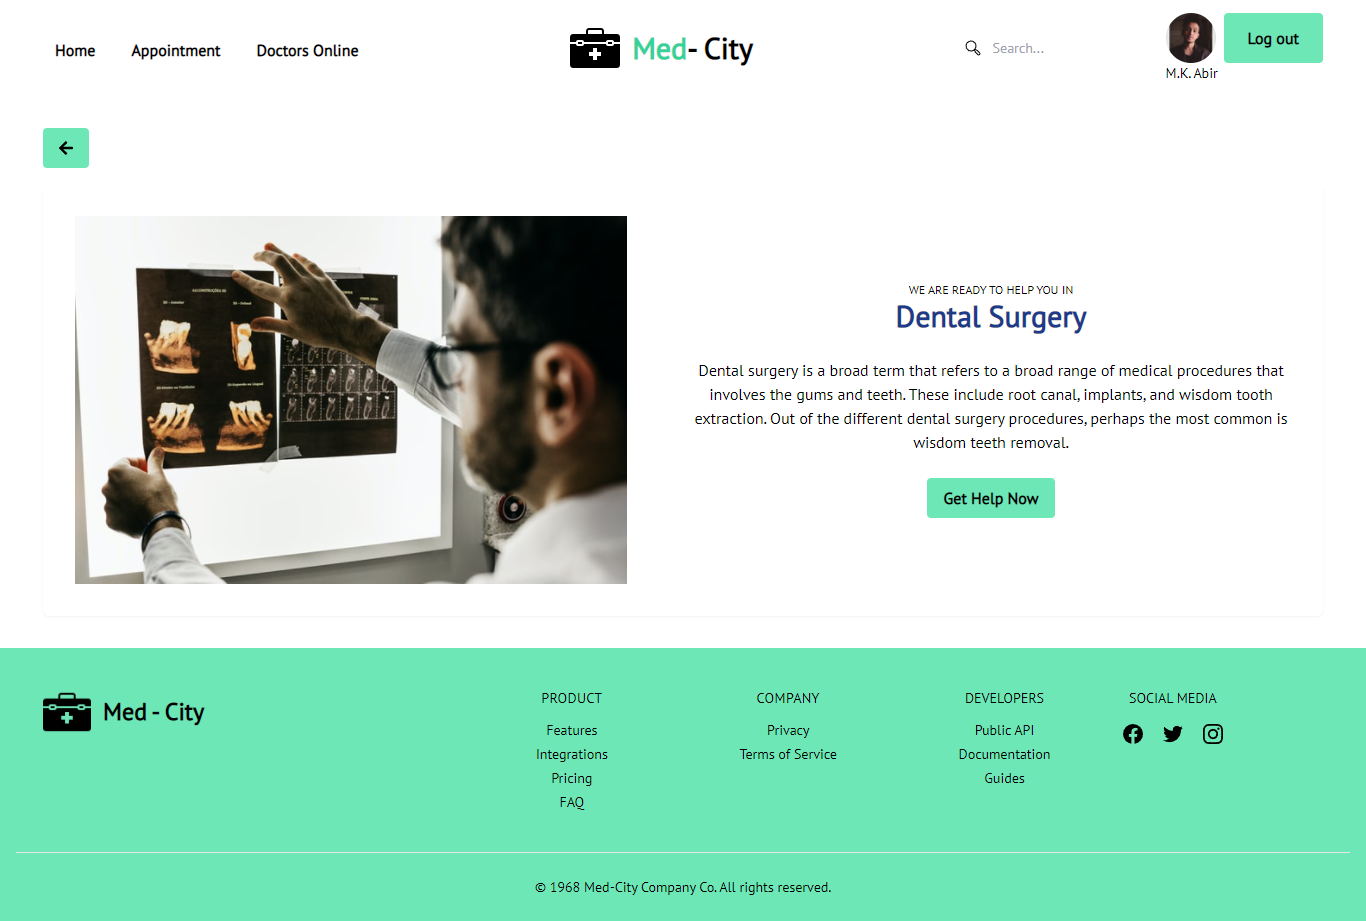 Home
Appointment
Doctors Online
Med- City
Search...
M.K. Abir
Log out
WE ARE READY TO HELP YOU IN
Dental Surgery
Dental surgery is a broad term that refers to a broad range of medical procedures that
involves the gums and teeth. These include root canal, implants, and wisdom tooth
extraction. Out of the different dental surgery procedures, perhaps the most common is
wisdom teeth removal.
Get Help Now
Med - City
PRODUCT
Features
Integrations
Pricing
FAQ
COMPANY
Privacy
Terms of Service
DEVELOPERS
Public API
Documentation
Guides
SOCIAL MEDIA
© 1968 Med-City Company Co. All rights reserved.